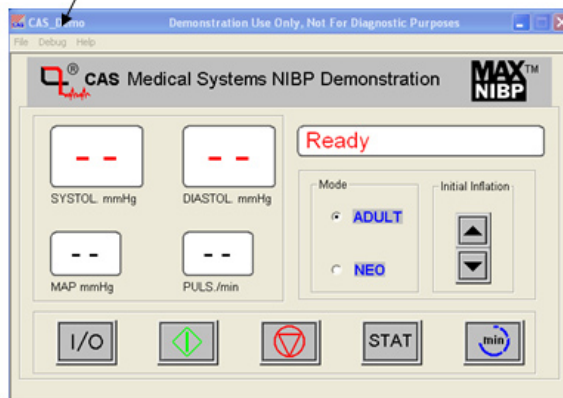 CAS_Demo Demonstration Use Only, Not For Diagnostic Purposes
File Debug Help
® CAS Medical Systems NIBP Demonstration MAX™ NIBP
-- -- Ready
SYSTOL. mmHg DIASTOL. mmHg
Mode Initial Inflation
ADULT
-- --
NEO
MAP mmHg PULS./min
I/O STAT min